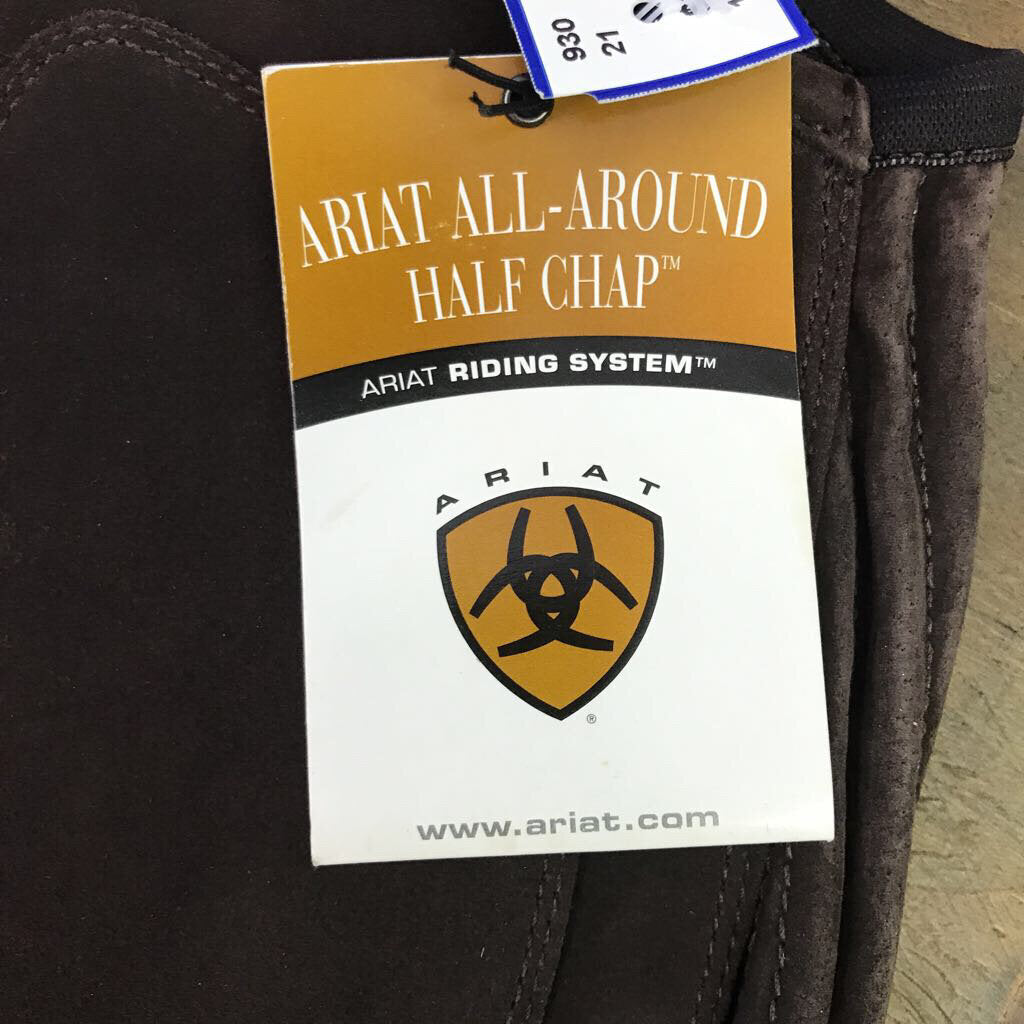 930
21
ARIAT ALL-AROUND
HALF CHAP™
ARIAT RIDING SYSTEM™
ARIAT
®
www.ariat.com